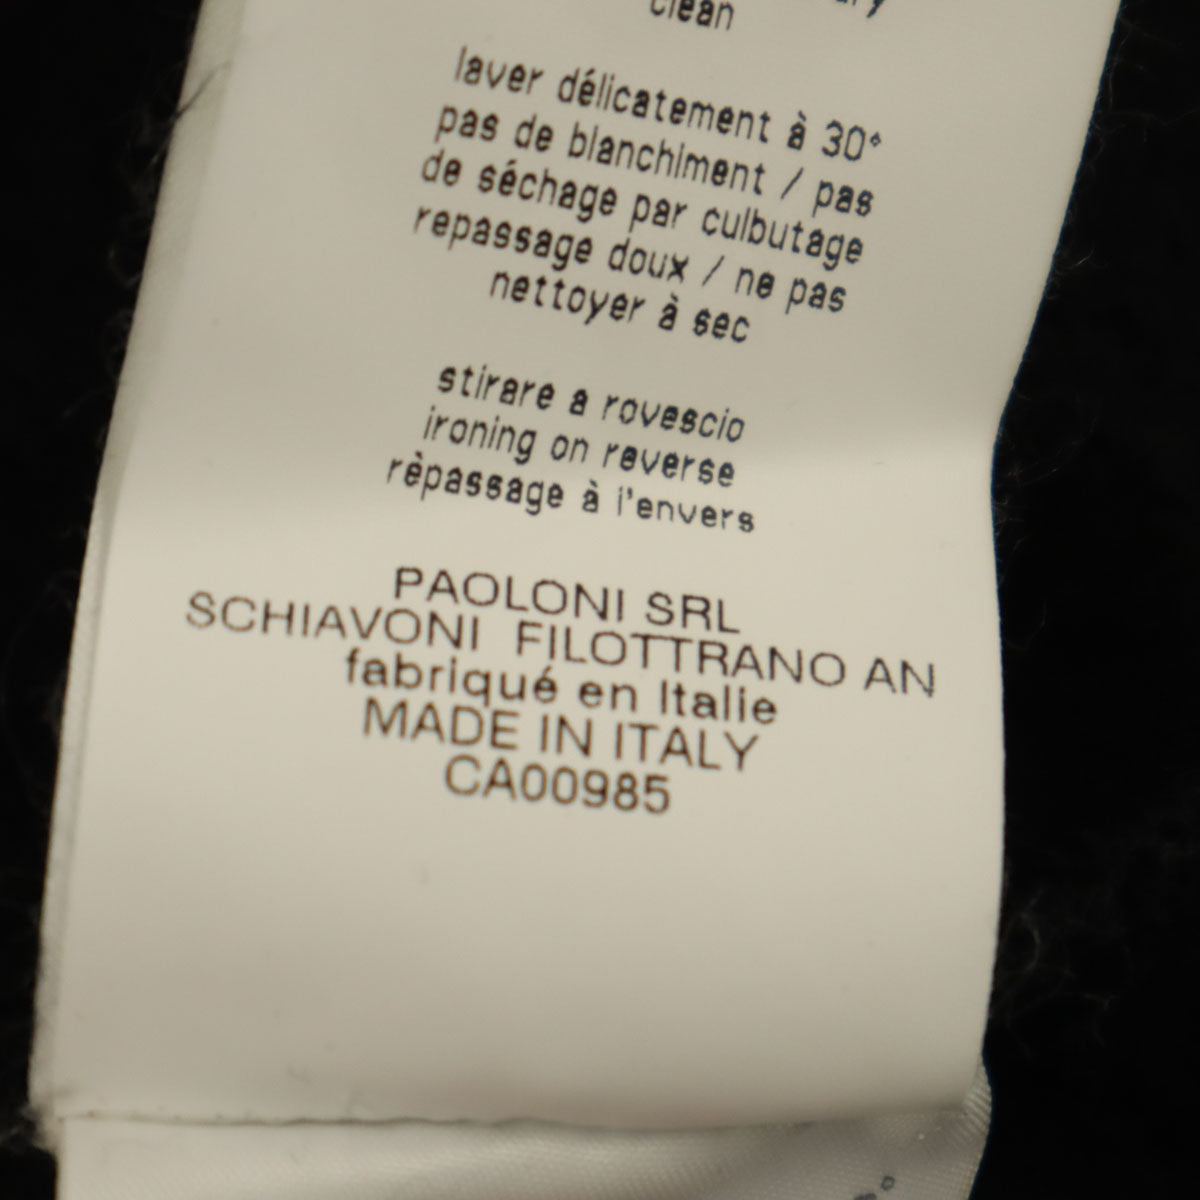 clean
laver délicatement à 30°
pas de blanchiment / pas
de séchage par culbutage
repassage doux / ne pas
nettoyer à sec
stirare a rovescio
ironing on reverse
rèpassage à l'envers
PAOLONI SRL
SCHIAVONI FILOTTRANO AN
fabriqué en Italie
MADE IN ITALY
CA00985